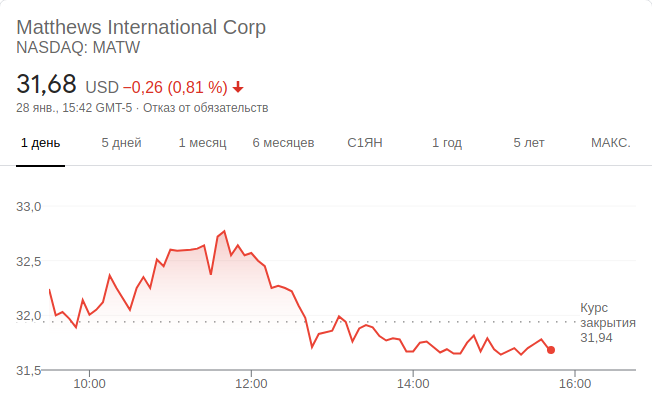 Matthews International Corp
NASDAQ: MATW
31,68 USD −0,26 (0,81 %)
28 янв., 15:42 GMT-5 · Отказ от обязательств
1 день 5 дней 1 месяц 6 месяцев С1ЯН 1 год 5 лет МАКС.
33,0
32,5
32,0
31,5
Курс
закрытия
31,94
10:00 12:00 14:00 16:00